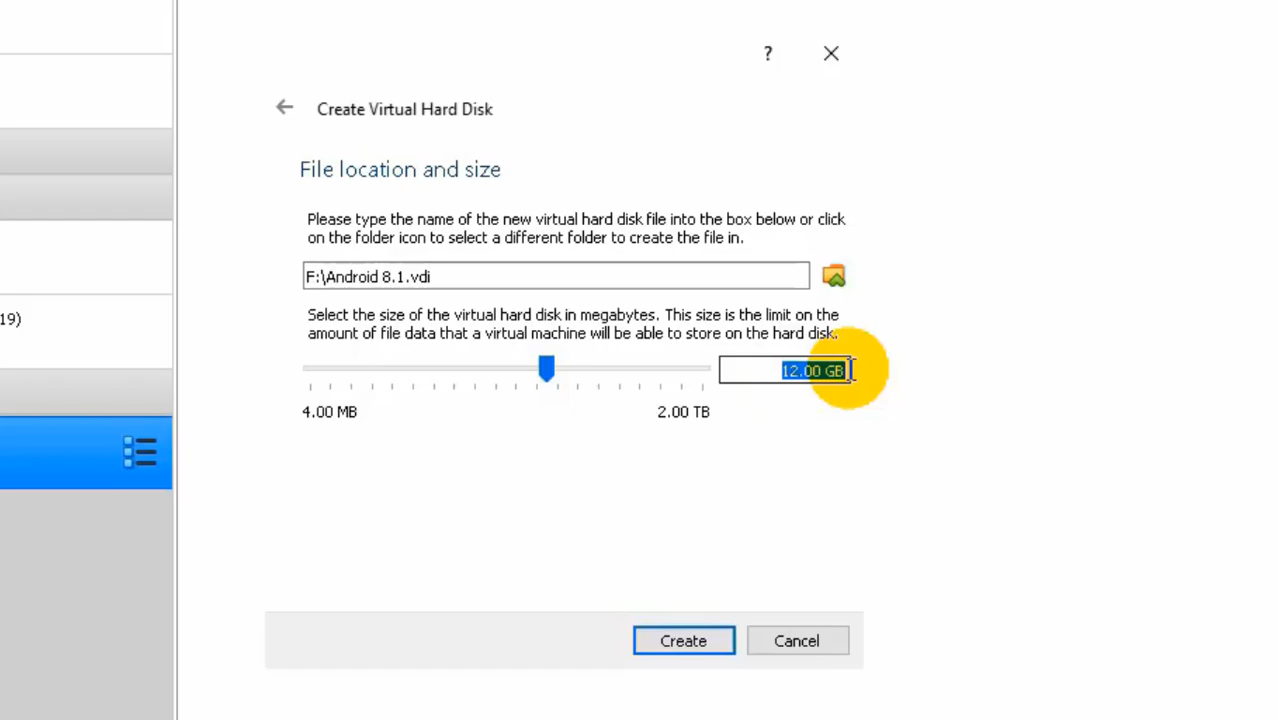 ?
Create Virtual Hard Disk
File location and size
Please type the name of the new virtual hard disk file into the box below or click
on the folder icon to select a different folder to create the file in.
F:\Android 8.1.vdi
19)
Select the size of the virtual hard disk in megabytes. This size is the limit on the
amount of file data that a virtual machine will be able to store on the hard disk.
12.00 GB
4.00 MB
2.00 TB
Create
Cancel